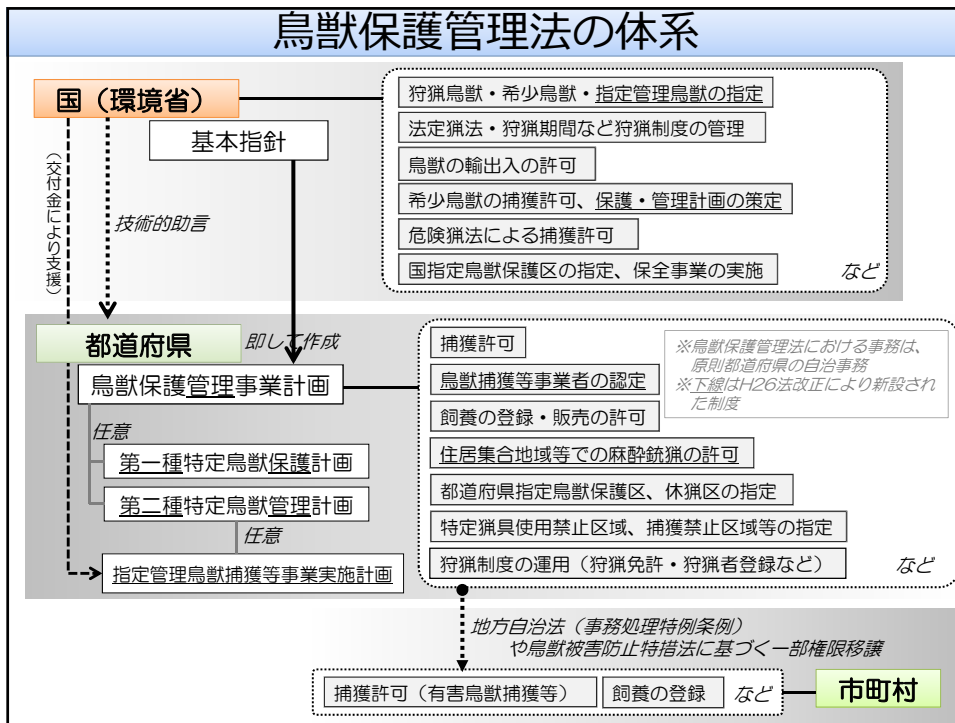 鳥獣保護管理法の体系
国（環境省）
基本指針
（交付金により支援）
技術的助言
狩猟鳥獣・希少鳥獣・指定管理鳥獣の指定
法定猟法・狩猟期間など狩猟制度の管理
鳥獣の輸出入の許可
希少鳥獣の捕獲許可、保護・管理計画の策定
危険猟法による捕獲許可
国指定鳥獣保護区の指定、保全事業の実施
など
都道府県
即して作成
鳥獣保護管理事業計画
任意
第一種特定鳥獣保護計画
第二種特定鳥獣管理計画
任意
指定管理鳥獣捕獲等事業実施計画
捕獲許可
鳥獣捕獲等事業者の認定
飼養の登録・販売の許可
住居集合地域等での麻酔銃猟の許可
都道府県指定鳥獣保護区、休猟区の指定
特定猟具使用禁止区域、捕獲禁止区域等の指定
狩猟制度の運用（狩猟免許・狩猟者登録など）
など
※鳥獣保護管理法における事務は、
原則都道府県の自治事務
※下線はH26法改正により新設され
た制度
地方自治法（事務処理特例条例）
や鳥獣被害防止特措法に基づく一部権限移譲
捕獲許可（有害鳥獣捕獲等）
飼養の登録
など
市町村